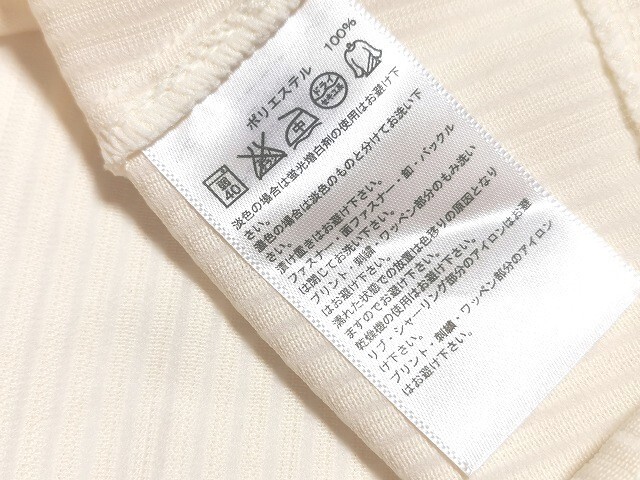 ポリエステル 100%
弱
40
中
ドライ
淡色の場合は蛍光増白剤の使用はお避け下
さい。
濃色の場合は淡色のものと分けてお洗い下
さい。
漬け置きはお避け下さい。
ファスナー・面ファスナー・釦・バックル
は閉じてお洗い下さい。
プリント・刺繍・ワッペン部分のもみ洗い
はお避け下さい。
濡れた状態での放置は色移りの原因となり
ますのでお避け下さい。
乾燥機の使用はお避け下さい。
リブ・シャーリング部分のアイロンはお避
け下さい。
プリント・刺繍・ワッペン部分のアイロン
はお避け下さい。